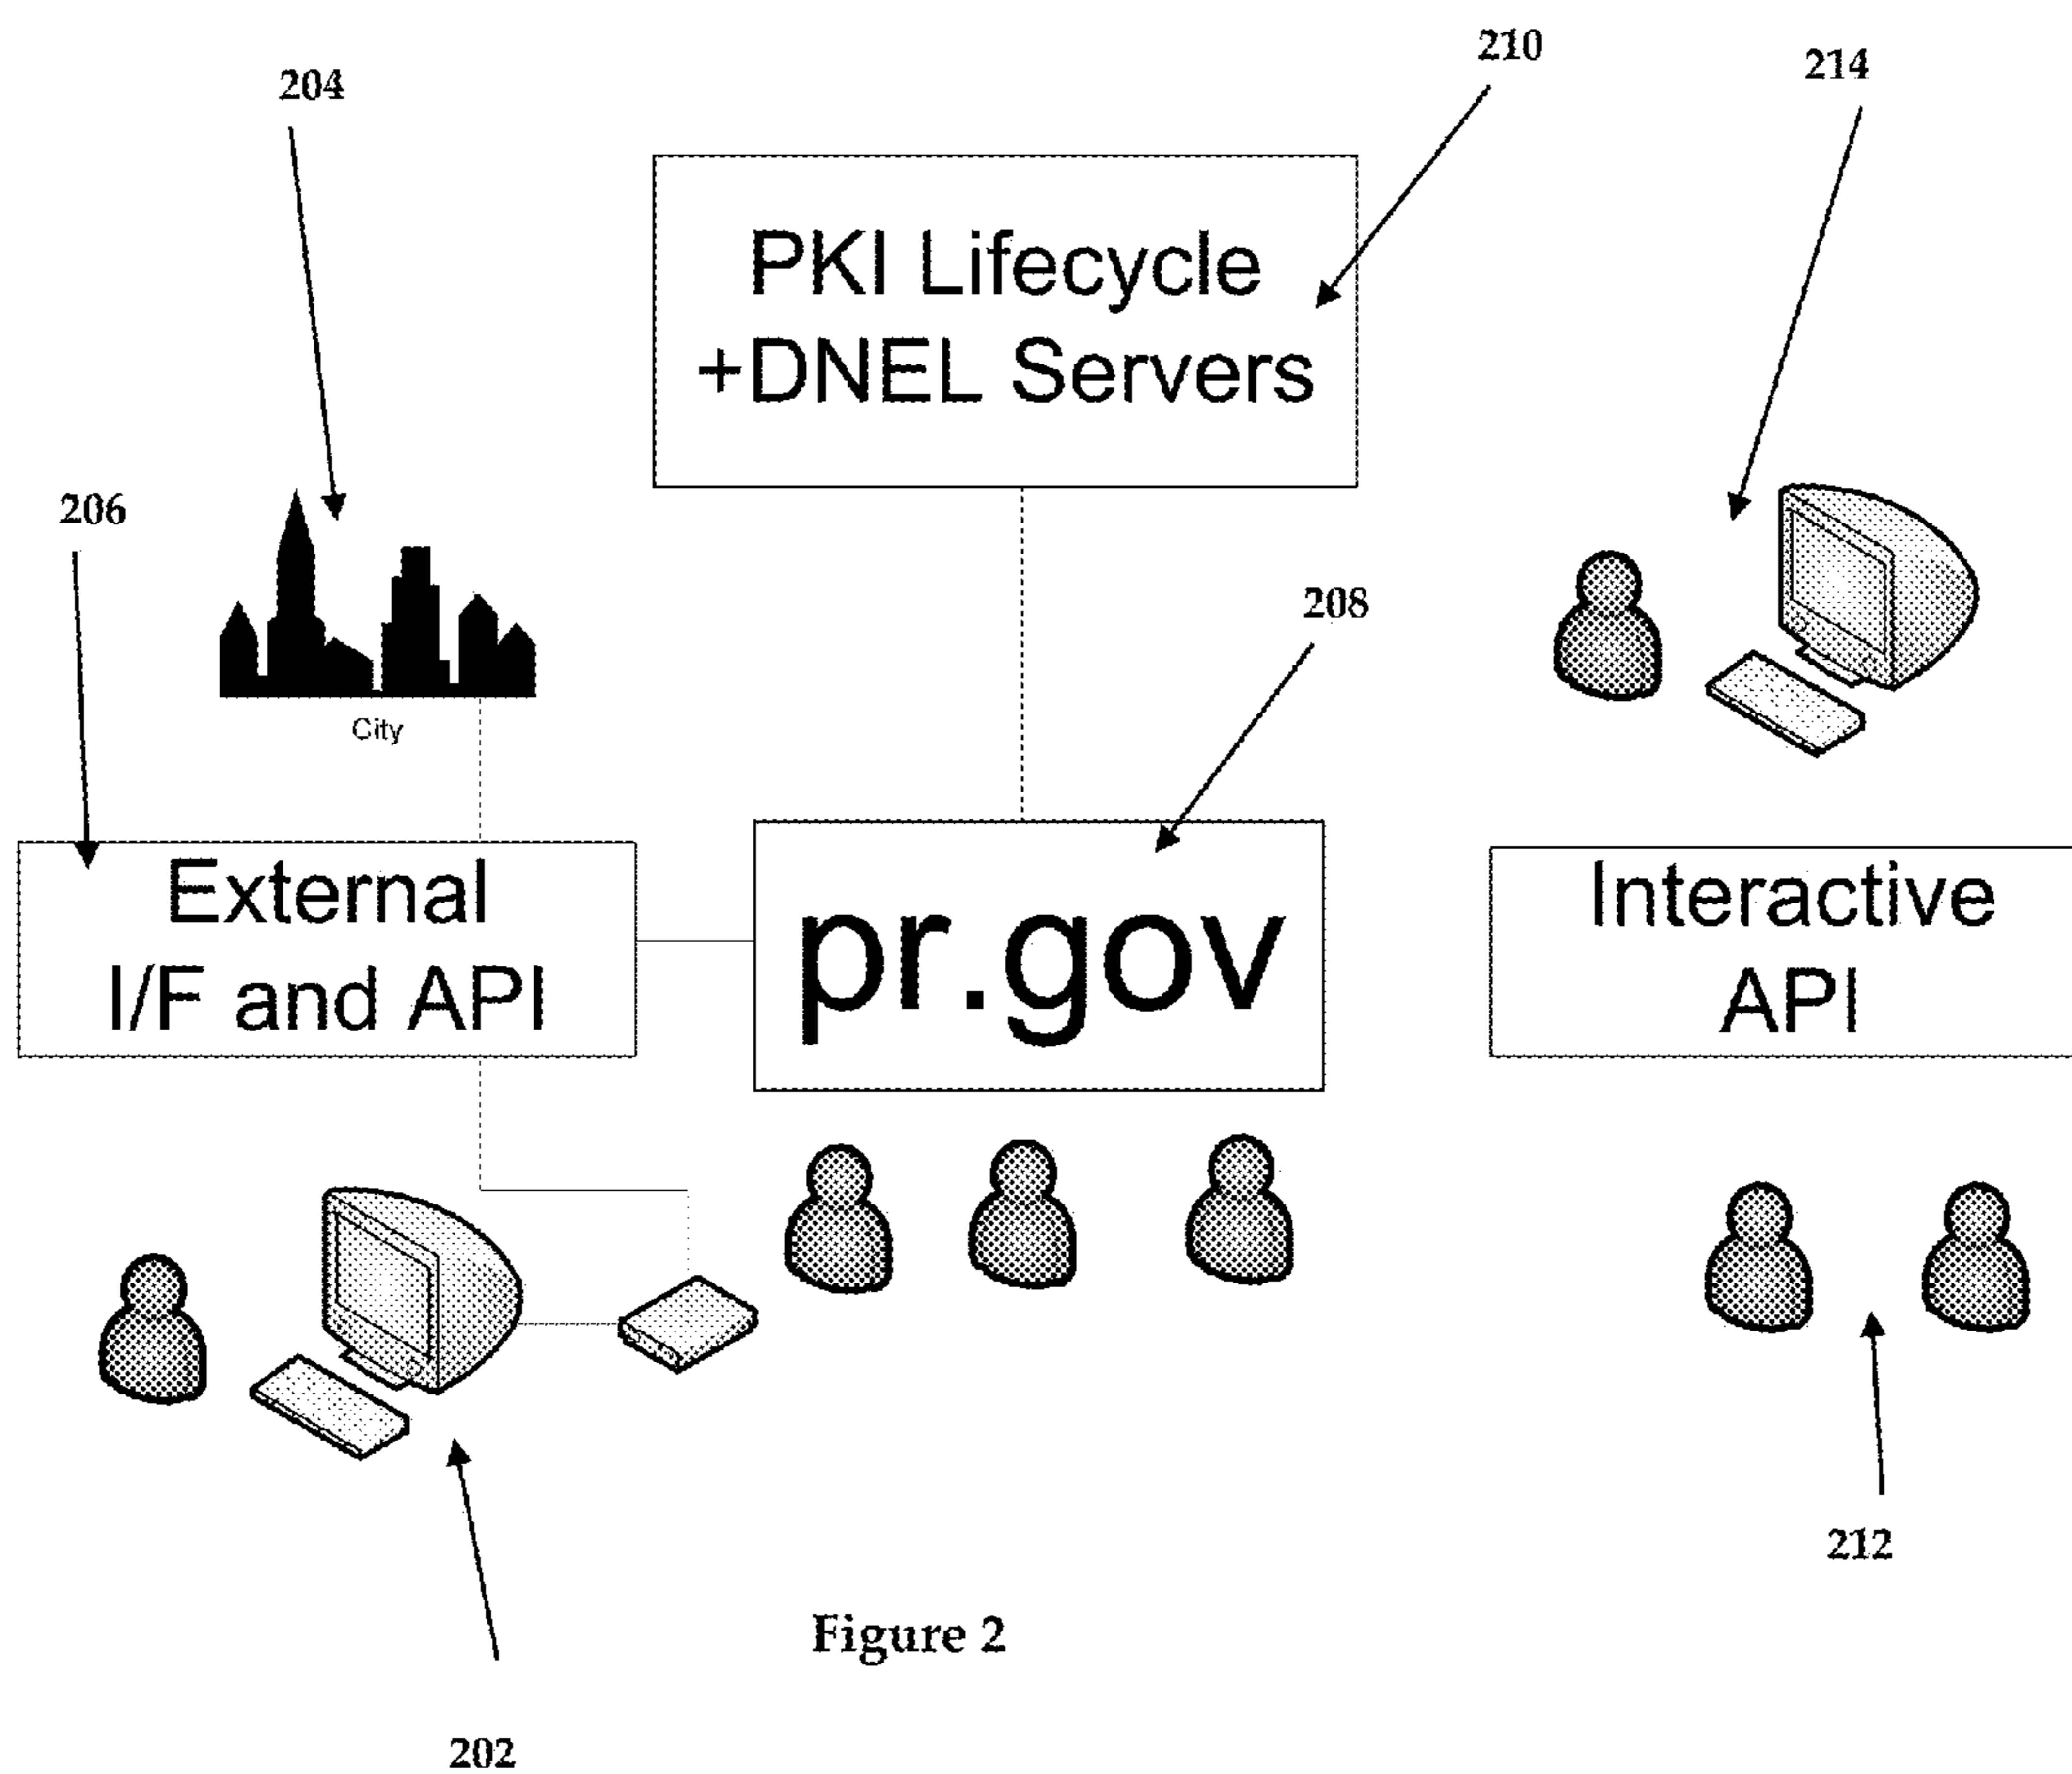 210
214
204
PKI Lifecycle
+DNEL Servers
206
208
City
External
I/F and API
pr.gov
Interactive
API
212
Figure 2
202